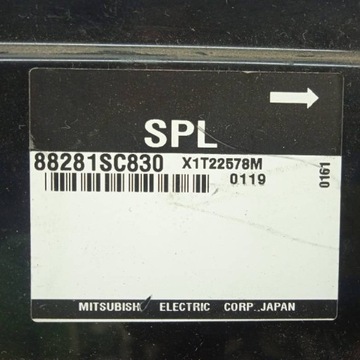 SPL
88281SC830 X1T22578M
0119
0161
MITSUBISHI ELECTRIC CORP. JAPAN